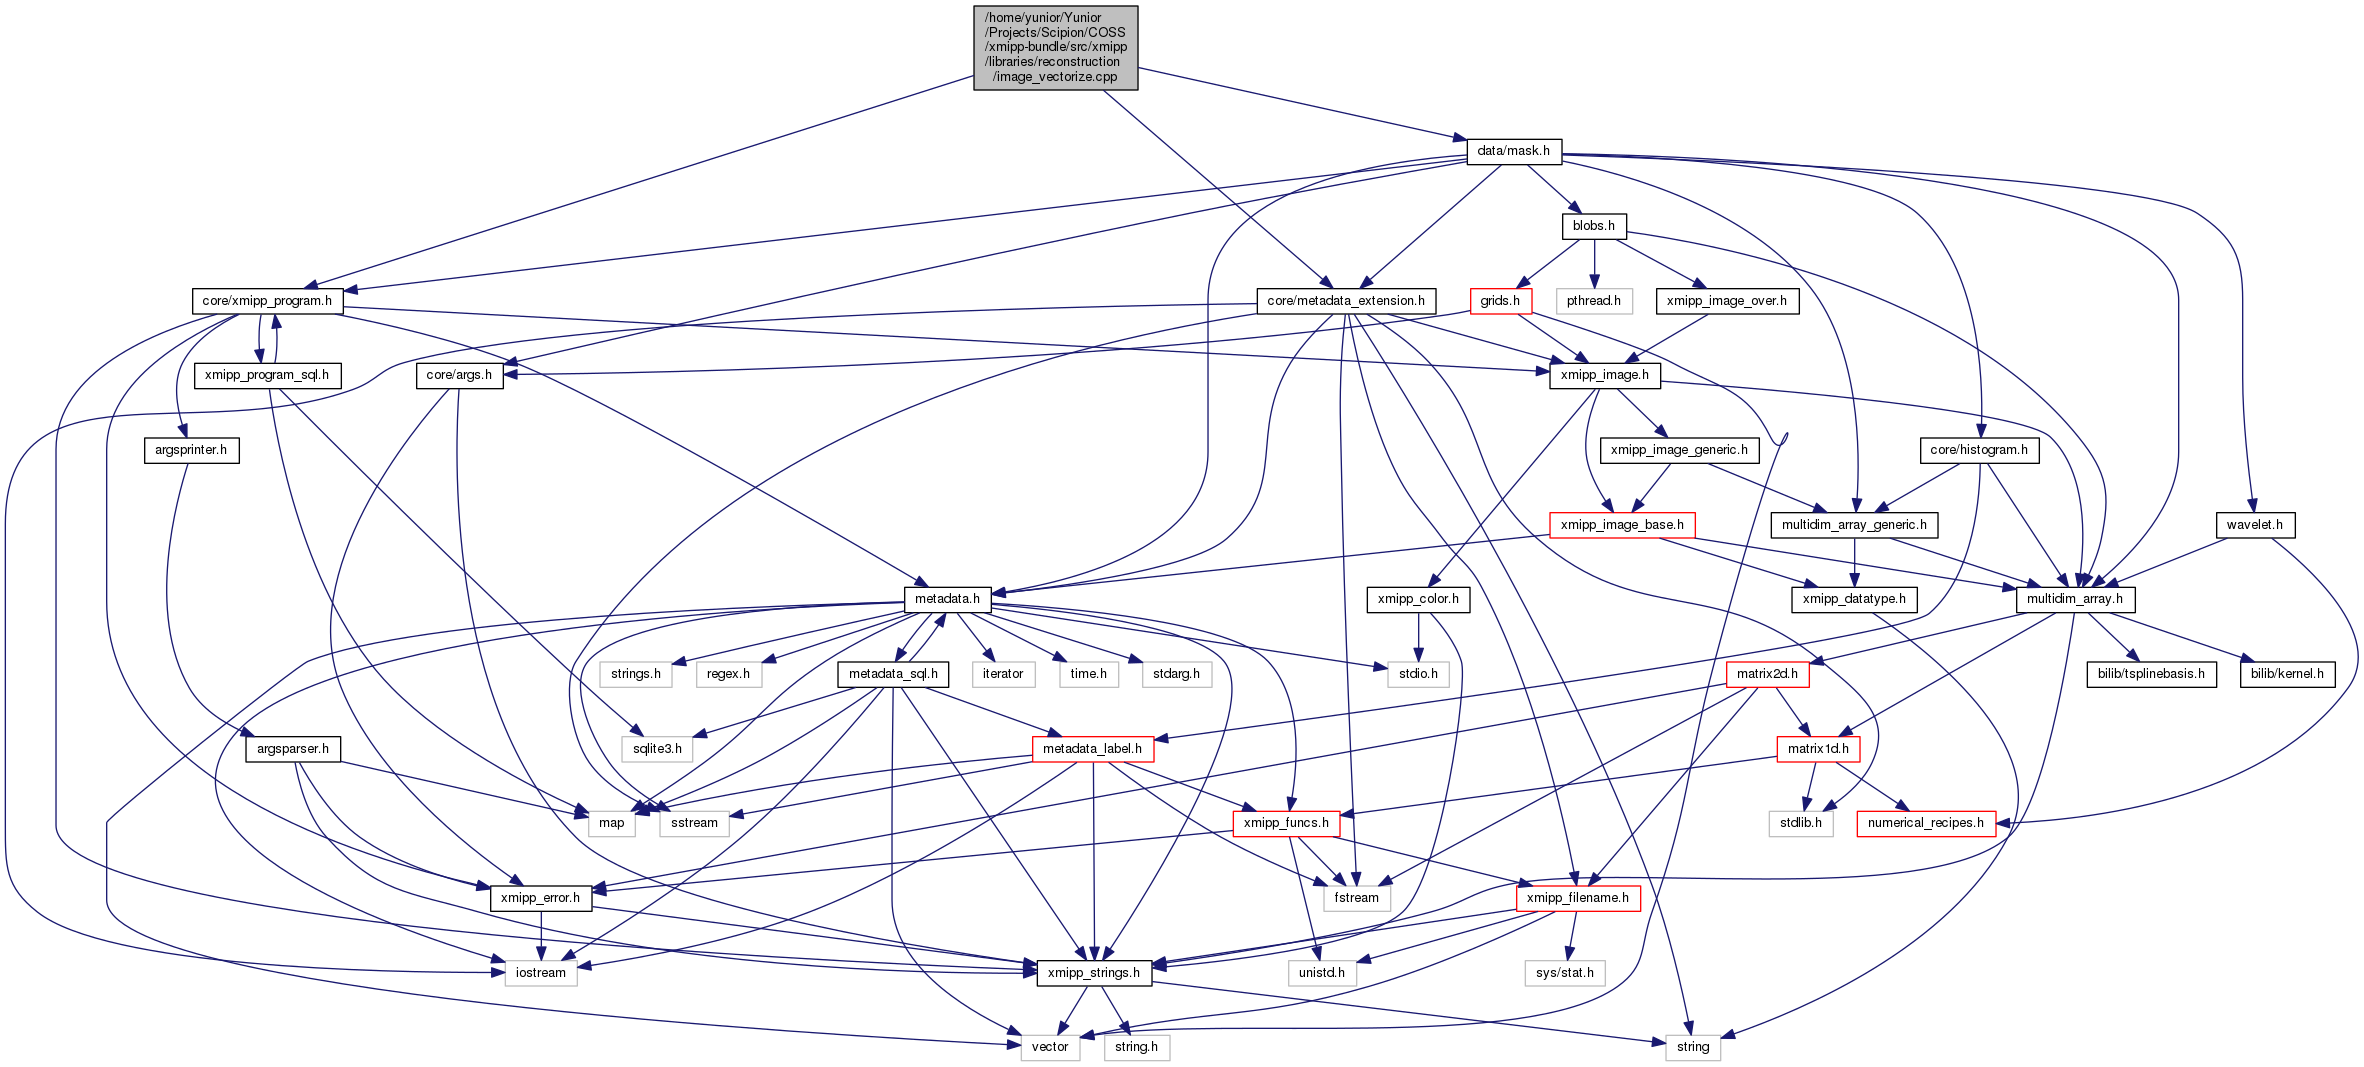 /home/yunior/Yunior
/Projects/Scipion/COSS
/xmipp-bundle/src/xmipp
/libraries/reconstruction
/image_vectorize.cpp
data/mask.h
blobs.h
core/xmipp_program.h
core/metadata_extension.h
grids.h
pthread.h
xmipp_image_over.h
xmipp_program_sql.h
core/args.h
xmipp_image.h
argsprinter.h
xmipp_image_generic.h
core/histogram.h
xmipp_image_base.h
multidim_array_generic.h
wavelet.h
metadata.h
xmipp_color.h
xmipp_datatype.h
multidim_array.h
strings.h
regex.h
metadata_sql.h
iterator
time.h
stdarg.h
stdio.h
matrix2d.h
bilib/tsplinebasis.h
bilib/kernel.h
argsparser.h
sqlite3.h
metadata_label.h
matrix1d.h
map
sstream
xmipp_funcs.h
stdlib.h
numerical_recipes.h
xmipp_error.h
fstream
xmipp_filename.h
iostream
xmipp_strings.h
unistd.h
sys/stat.h
vector
string.h
string